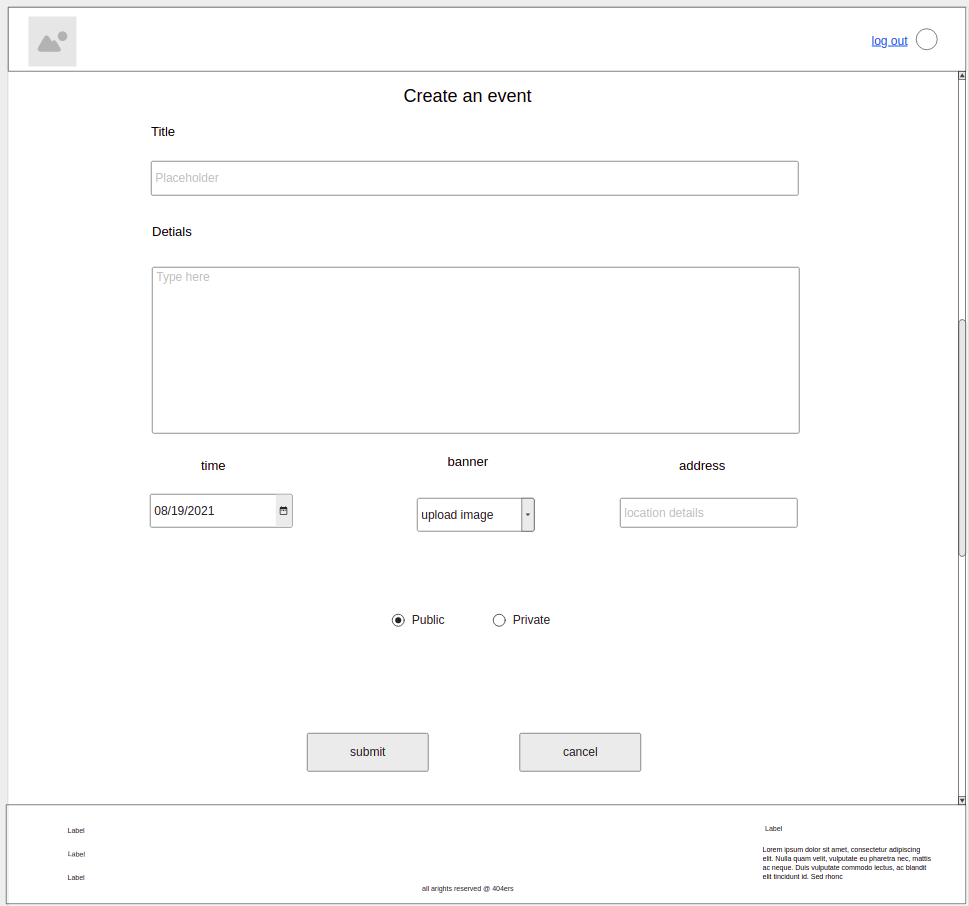 log out
Create an event
Title
Placeholder
Detials
Type here
time
banner
address
08/19/2021
upload image
location details
Public
Private
submit
cancel
Label
Label
Label
all arights reserved @ 404ers
Label
Lorem ipsum dolor sit amet, consectetur adipiscing
elit. Nulla quam velit, vulputate eu pharetra nec, mattis
ac neque. Duis vulputate commodo lectus, ac blandit
elit tincidunt id. Sed rhonc